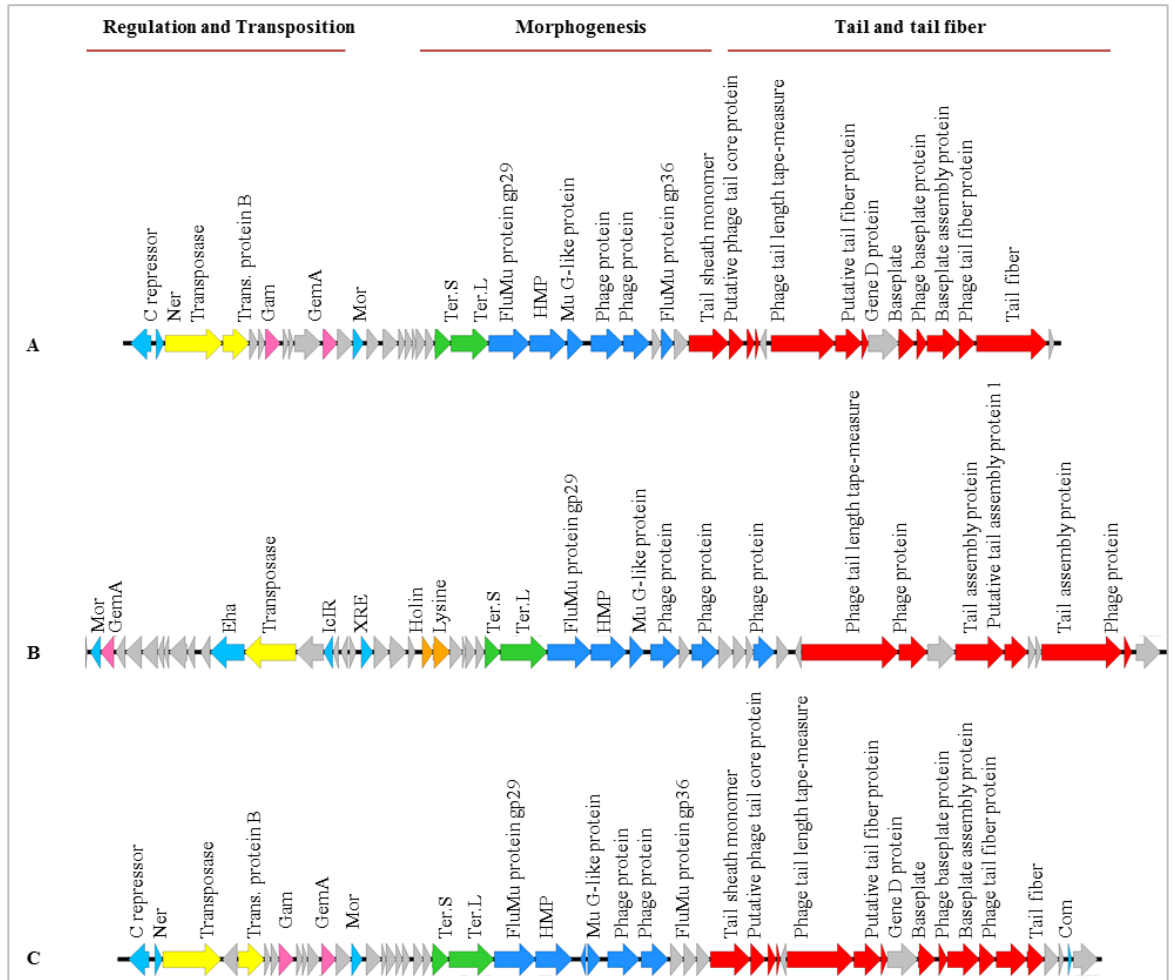 Regulation and Transposition
Morphogenesis
Tail and tail fiber
A
C repressor
Ner
Transposase
Trans. protein B
Gam
GemA
Mor
Ter.S
Ter.L
FluMu protein gp29
HMP
Mu G-like protein
Phage protein
Phage protein
FluMu protein gp36
Tail sheath monomer
Putative phage tail core protein
Phage tail length tape-measure
Putative tail fiber protein
Gene D protein
Baseplate
Phage baseplate protein
Baseplate assembly protein
Phage tail fiber protein
Tail fiber
B
Mor
GemA
Eha
Transposase
IclR
XRE
Holin
Lysine
Ter.S
Ter.L
FluMu protein gp29
HMP
Mu G-like protein
Phage protein
Phage protein
Phage protein
Phage tail length tape-measure
Phage protein
Tail assembly protein
Putative tail assembly protein 1
Tail assembly protein
Phage protein
C
C repressor
Ner
Transposase
Trans. protein B
Gam
GemA
Mor
Ter.S
Ter.L
FluMu protein gp29
HMP
Mu G-like protein
Phage protein
Phage protein
FluMu protein gp36
Tail sheath monomer
Putative phage tail core protein
Phage tail length tape-measure
Putative tail fiber protein
Gene D protein
Baseplate
Phage baseplate protein
Baseplate assembly protein
Phage tail fiber protein
Tail fiber
Com